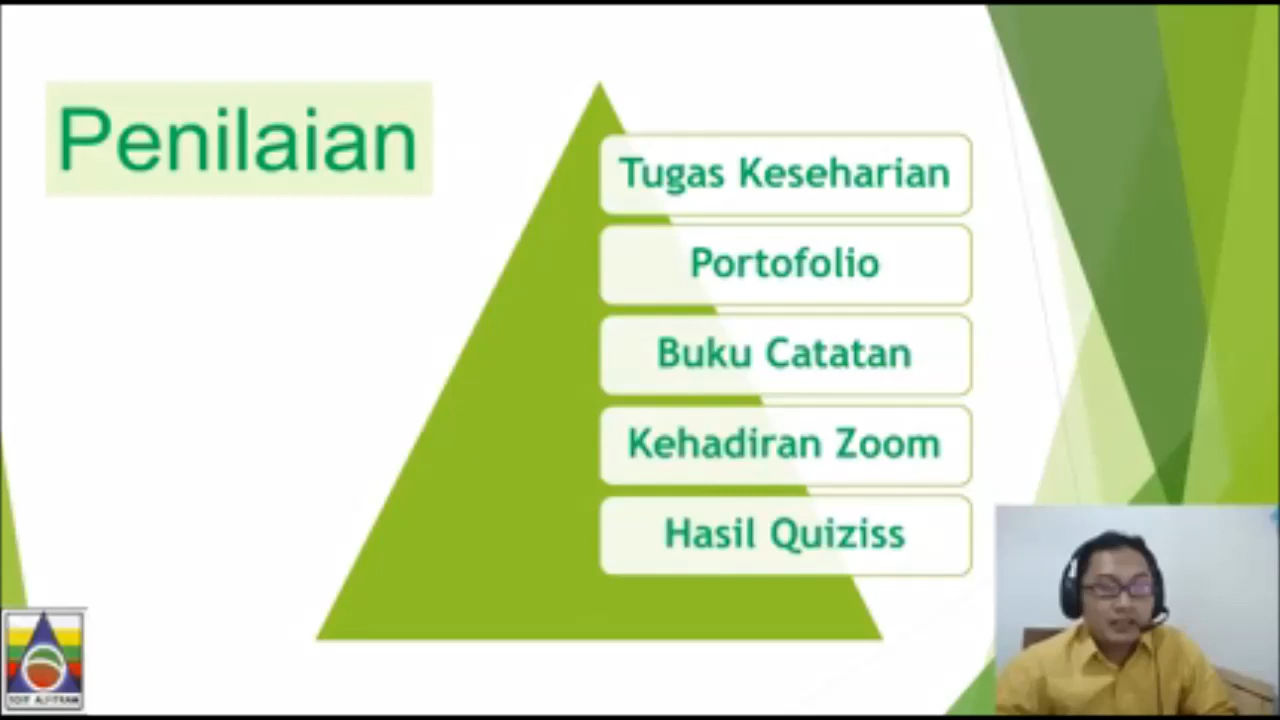 Penilaian
Tugas Keseharian
Portofolio
Buku Catatan
Kehadiran Zoom
Hasil Quiziss